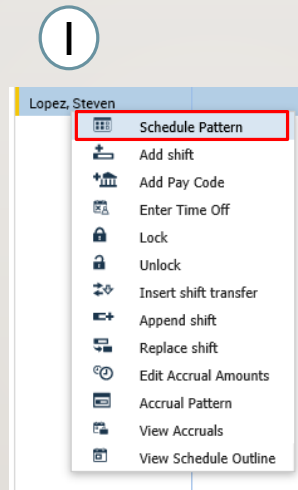 1
Lopez, Steven
Schedule Pattern
Add shift
Add Pay Code
Enter Time Off
Lock
Unlock
Insert shift transfer
Append shift
Replace shift
Edit Accrual Amounts
Accrual Pattern
View Accruals
View Schedule Outline